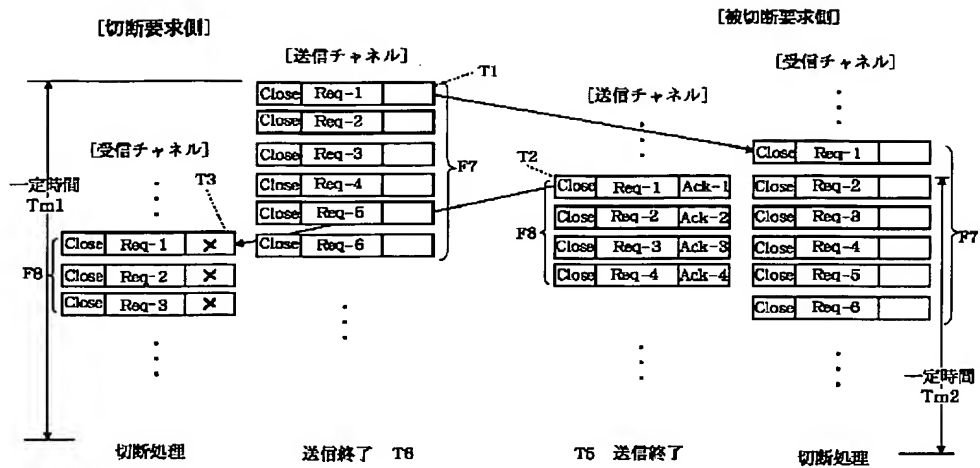 [切断要求側]
[被切断要求側]
[送信チャネル]
[受信チャネル]
T1
Close Req-1
[送信チャネル]
Close Req-2
[受信チャネル]
Close Req-3
F7
T2
Close Req-1
T3
Close Req-4
Close Req-1 Ack-1
Close Req-2
一定時間
Tm1
Close Req-5
Close Req-2 Ack-2
Close Req-3
F7
F8
Close Req-1 ×
Close Req-6
F8
Close Req-3 Ack-3
Close Req-4
Close Req-2 ×
Close Req-4 Ack-4
Close Req-5
Close Req-3 ×
Close Req-6
一定時間
Tm2
切断処理
送信終了 T6
T5 送信終了
切断処理